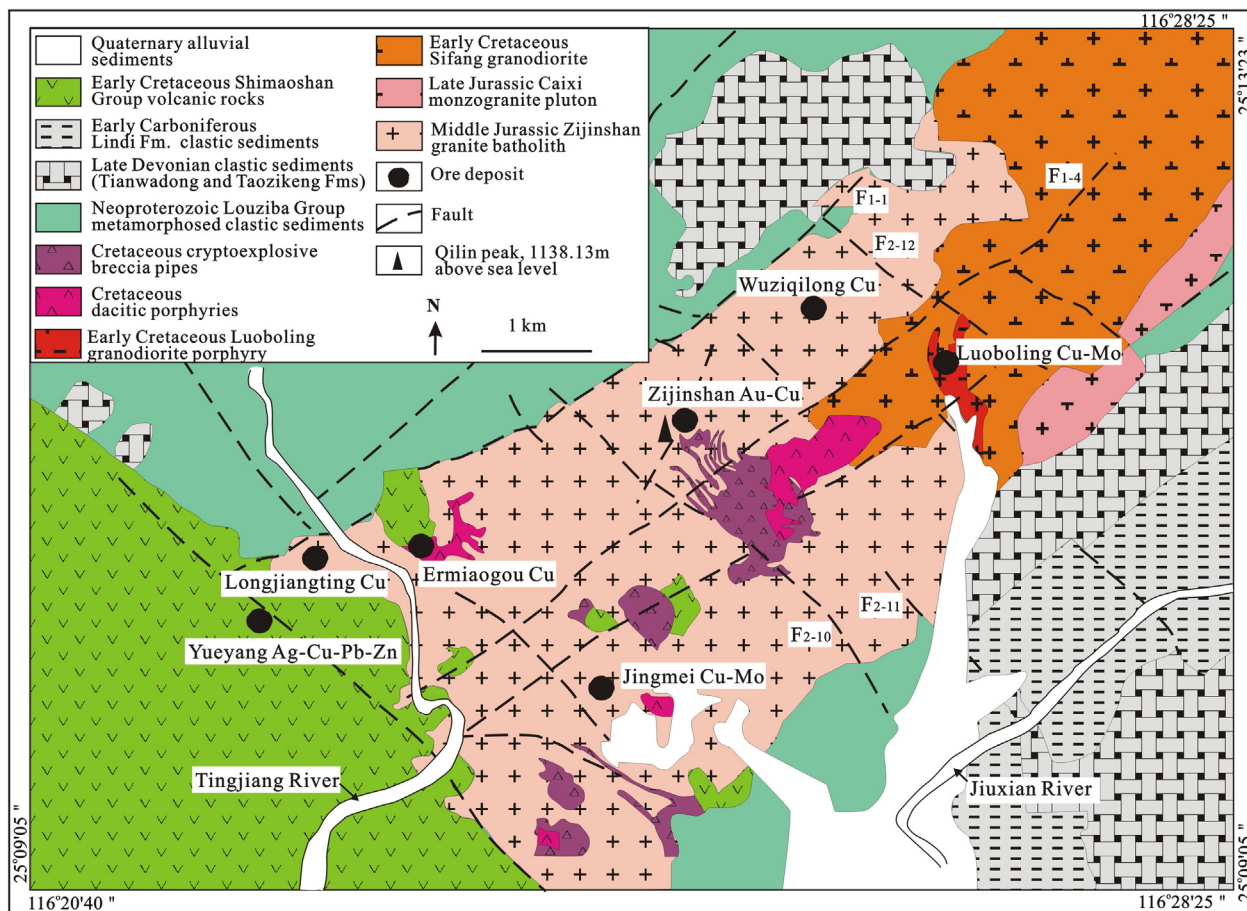 116°28'25 "
25°13'23 "
Quaternary alluvial
sediments
Early Cretaceous Shimaoshan
Group volcanic rocks
Early Carboniferous
Lindi Fm. clastic sediments
Late Devonian clastic sediments
(Tianwadong and Taozikeng Fms)
Neoproterozoic Louziba Group
metamorphosed clastic sediments
Cretaceous cryptoexplosive
breccia pipes
Cretaceous
dacitic porphyries
Early Cretaceous Luoboling
granodiorite porphyry
Early Cretaceous
Sifang granodiorite
Late Jurassic Caixi
monzogranite pluton
Middle Jurassic Zijinshan
granite batholith
Ore deposit
Fault
Qilin peak, 1138.13m
above sea level
N
1 km
F1-1
F1-4
F2-12
Wuziqilong Cu
Luoboling Cu-Mo
Zijinshan Au-Cu
Longjiangting Cu
Ermiaogou Cu
F2-11
F2-10
Yueyang Ag-Cu-Pb-Zn
Jingmei Cu-Mo
Tingjiang River
Jiuxian River
25°09'05 "
25°09'05 "
116°20'40 "
116°28'25 "